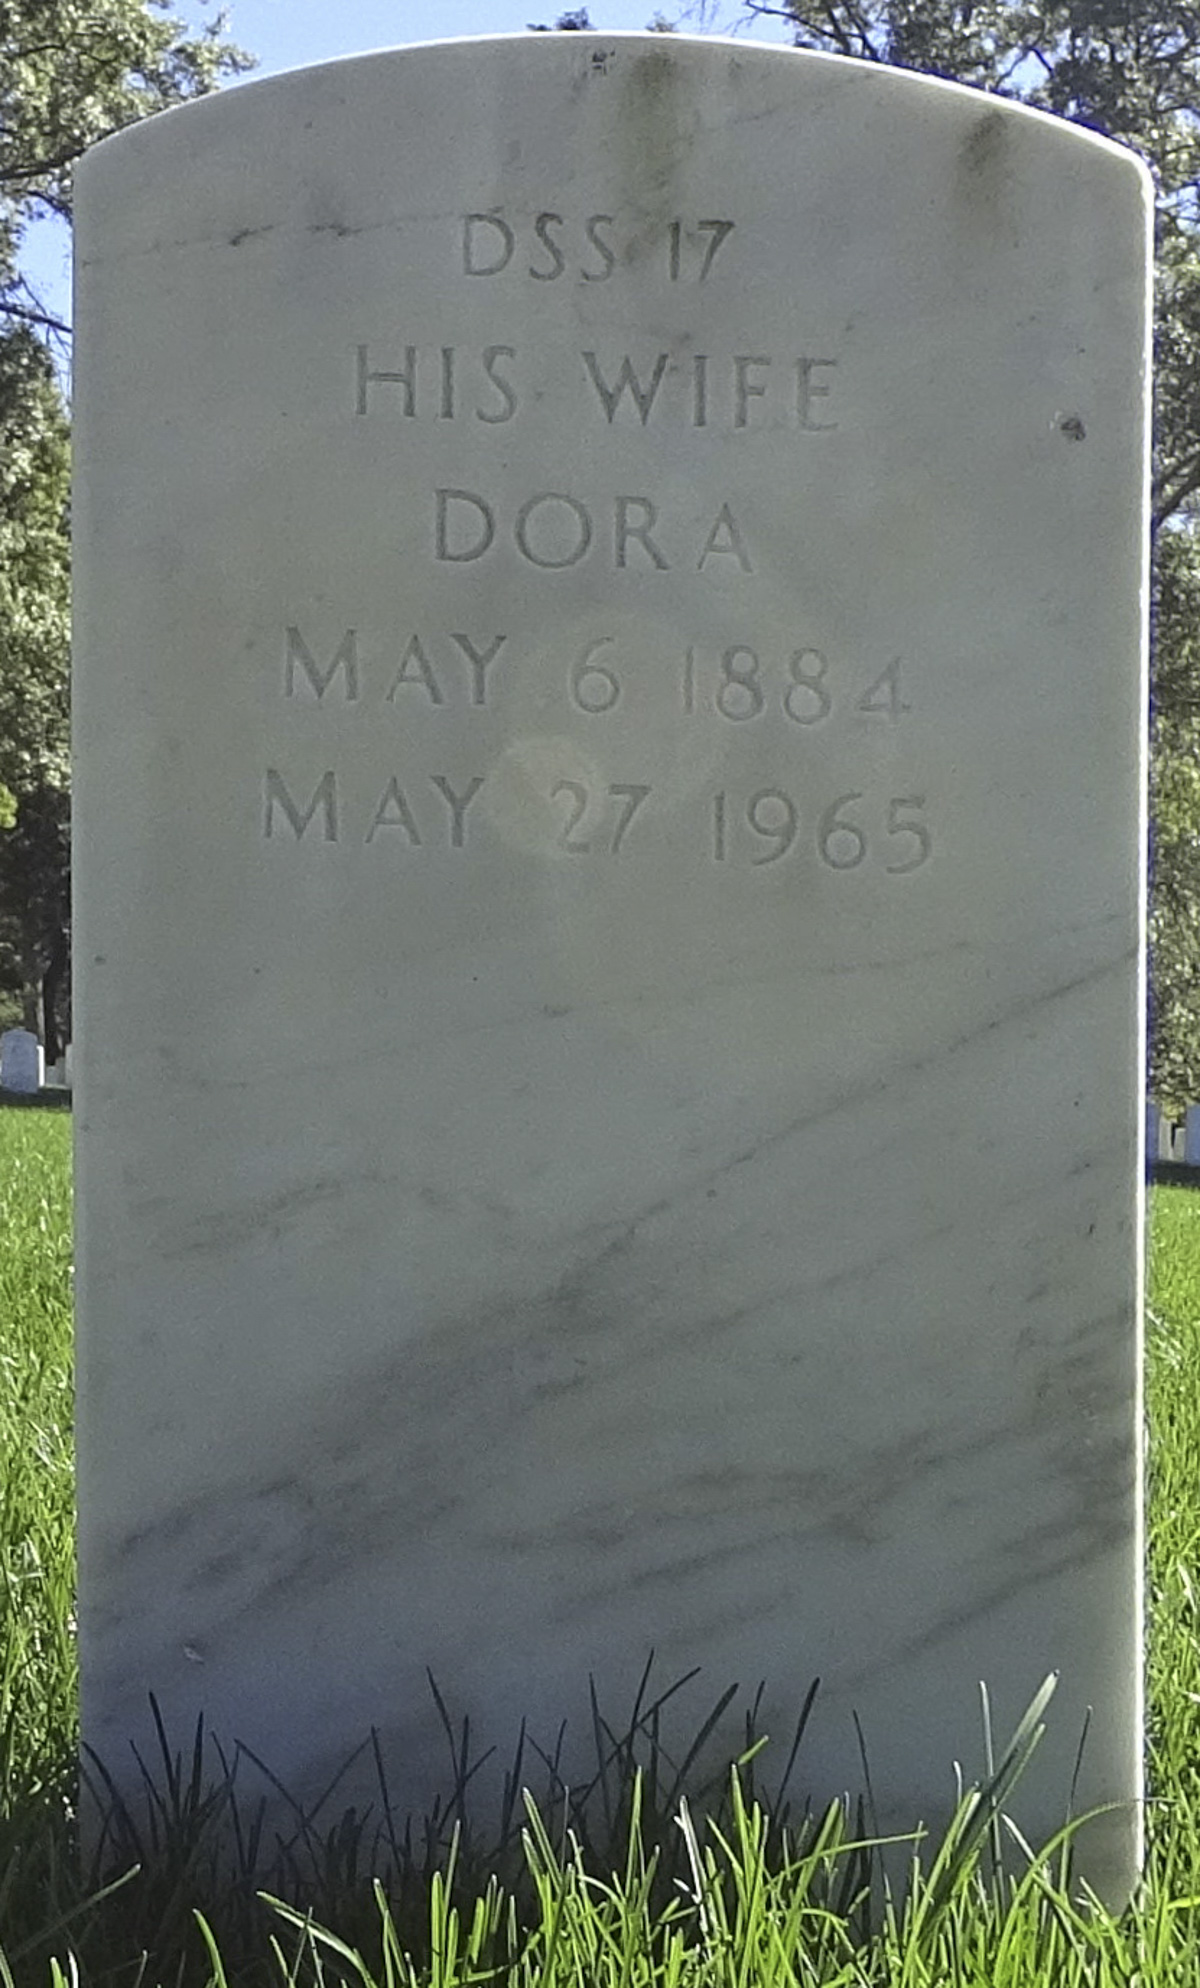 DSS 17
HIS WIFE
DORA
MAY 6 1884
MAY 27 1965